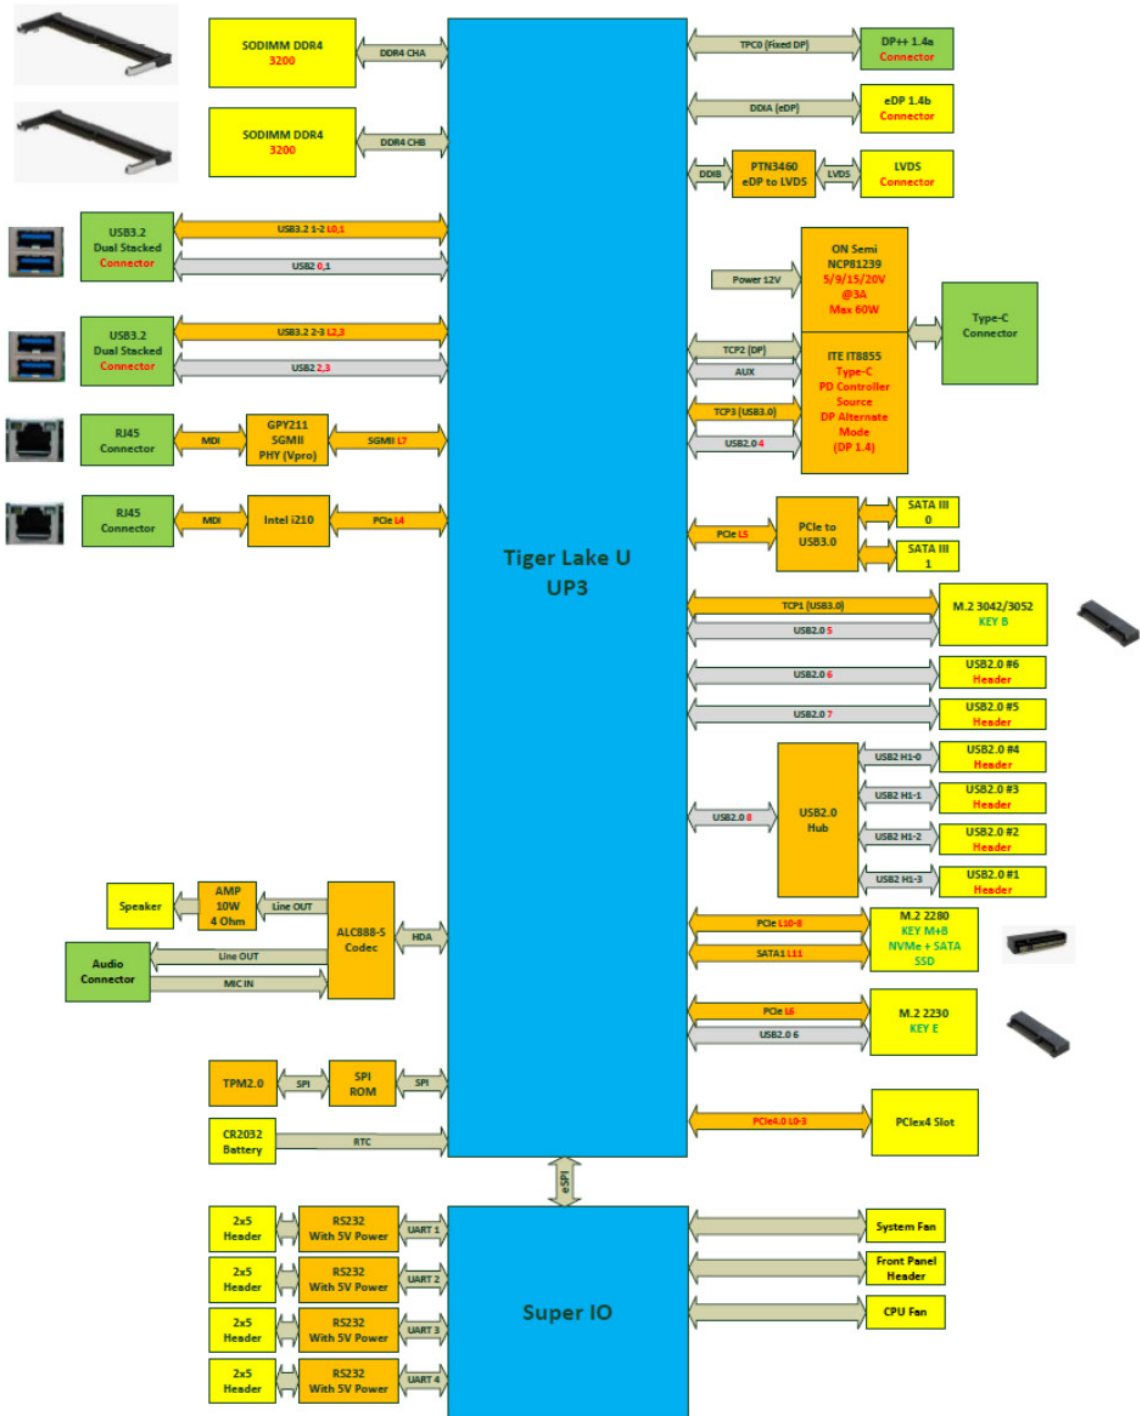 SODIMM DDR4
3200
DDR4 CHA
SODIMM DDR4
3200
DDR4 CHB
USB3.2
Dual Stacked
Connector
USB3.2 1-2 L0,1
USB2 0,1
USB3.2
Dual Stacked
Connector
USB3.2 2-3 L2,3
USB2 2,3
RJ45
Connector
MDI
GPY211
SGMII
PHY (Vpro)
SGMII L7
RJ45
Connector
MDI
Intel i210
PCIe L4
Tiger Lake U
UP3
TPC0 (Fixed DP)
DP++ 1.4a
Connector
DDIA (eDP)
eDP 1.4b
Connector
DDIB
PTN3460
eDP to LVDS
LVDS
LVDS
Connector
Power 12V
ON Semi
NCP81239
5/9/15/20V
@3A
Max 60W
Type-C
Connector
TCP2 (DP)
AUX
TCP3 (USB3.0)
USB2.0 4
ITE IT8855
Type-C
PD Controller
Source
DP Alternate
Mode
(DP 1.4)
PCIe L5
PCIe to
USB3.0
SATA III
0
SATA III
1
TCP1 (USB3.0)
USB2.0 5
M.2 3042/3052
KEY B
USB2.0 6
USB2.0 #6
Header
USB2.0 7
USB2.0 #5
Header
USB2.0 8
USB2.0
Hub
USB2 H1-0
USB2.0 #4
Header
USB2 H1-1
USB2.0 #3
Header
USB2 H1-2
USB2.0 #2
Header
USB2 H1-3
USB2.0 #1
Header
Speaker
AMP
10W
4 Ohm
Line OUT
ALC888-S
Codec
HDA
Audio
Connector
Line OUT
MIC IN
PCIe L10-8
SATA1 L11
M.2 2280
KEY M+B
NVMe + SATA
SSD
PCIe L6
USB2.0 6
M.2 2230
KEY E
TPM2.0
SPI
SPI
ROM
SPI
CR2032
Battery
RTC
PCIe4.0 L0-3
PCIex4 Slot
eSPI
Super IO
2x5
Header
RS232
With 5V Power
UART 1
2x5
Header
RS232
With 5V Power
UART 2
2x5
Header
RS232
With 5V Power
UART 3
2x5
Header
RS232
With 5V Power
UART 4
System Fan
Front Panel
Header
CPU Fan